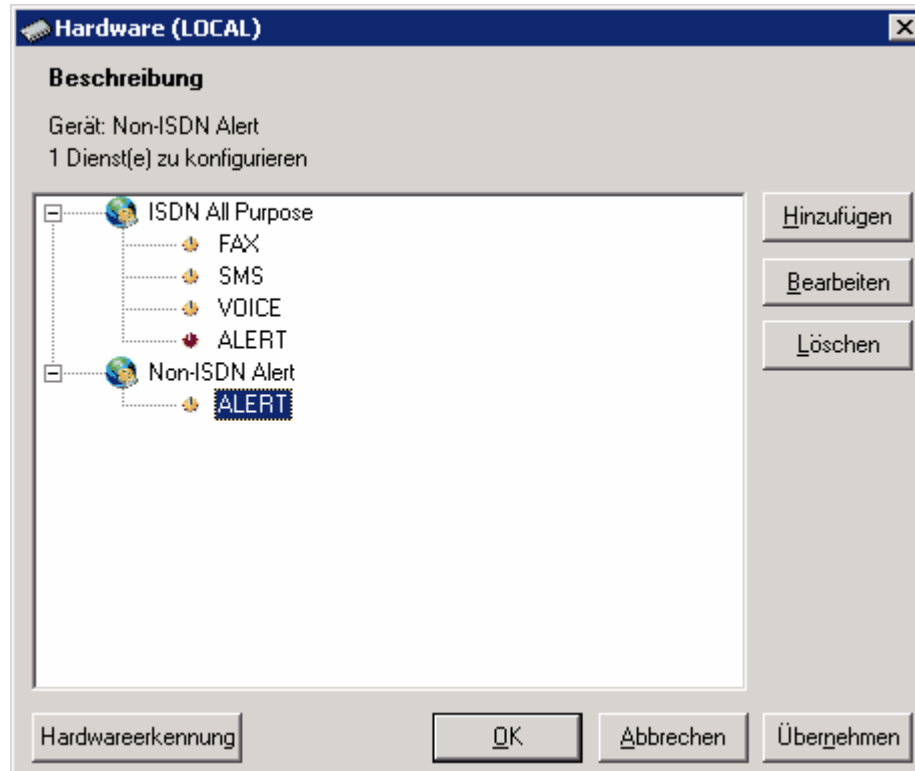 Hardware (LOCAL)
Beschreibung
Gerät: Non-ISDN Alert
1 Dienst(e) zu konfigurieren
ISDN All Purpose
FAX
SMS
VOICE
ALERT
Non-ISDN Alert
ALERT
Hinzufügen
Bearbeiten
Löschen
Hardwareerkennung
OK
Abbrechen
Übernehmen